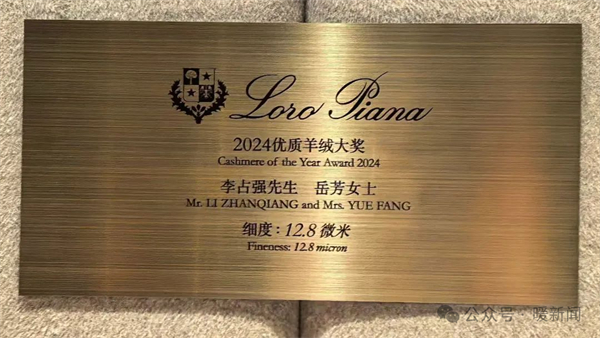 Loro Piana
2024优质羊绒大奖
Cashmere of the Year Award 2024
李占强先生 岳芳女士
Mr. LI ZHANQIANG and Mrs. YUE FANG
细度：12.8 微米
Fineness: 12.8 micron
公众号 · 暖新闻